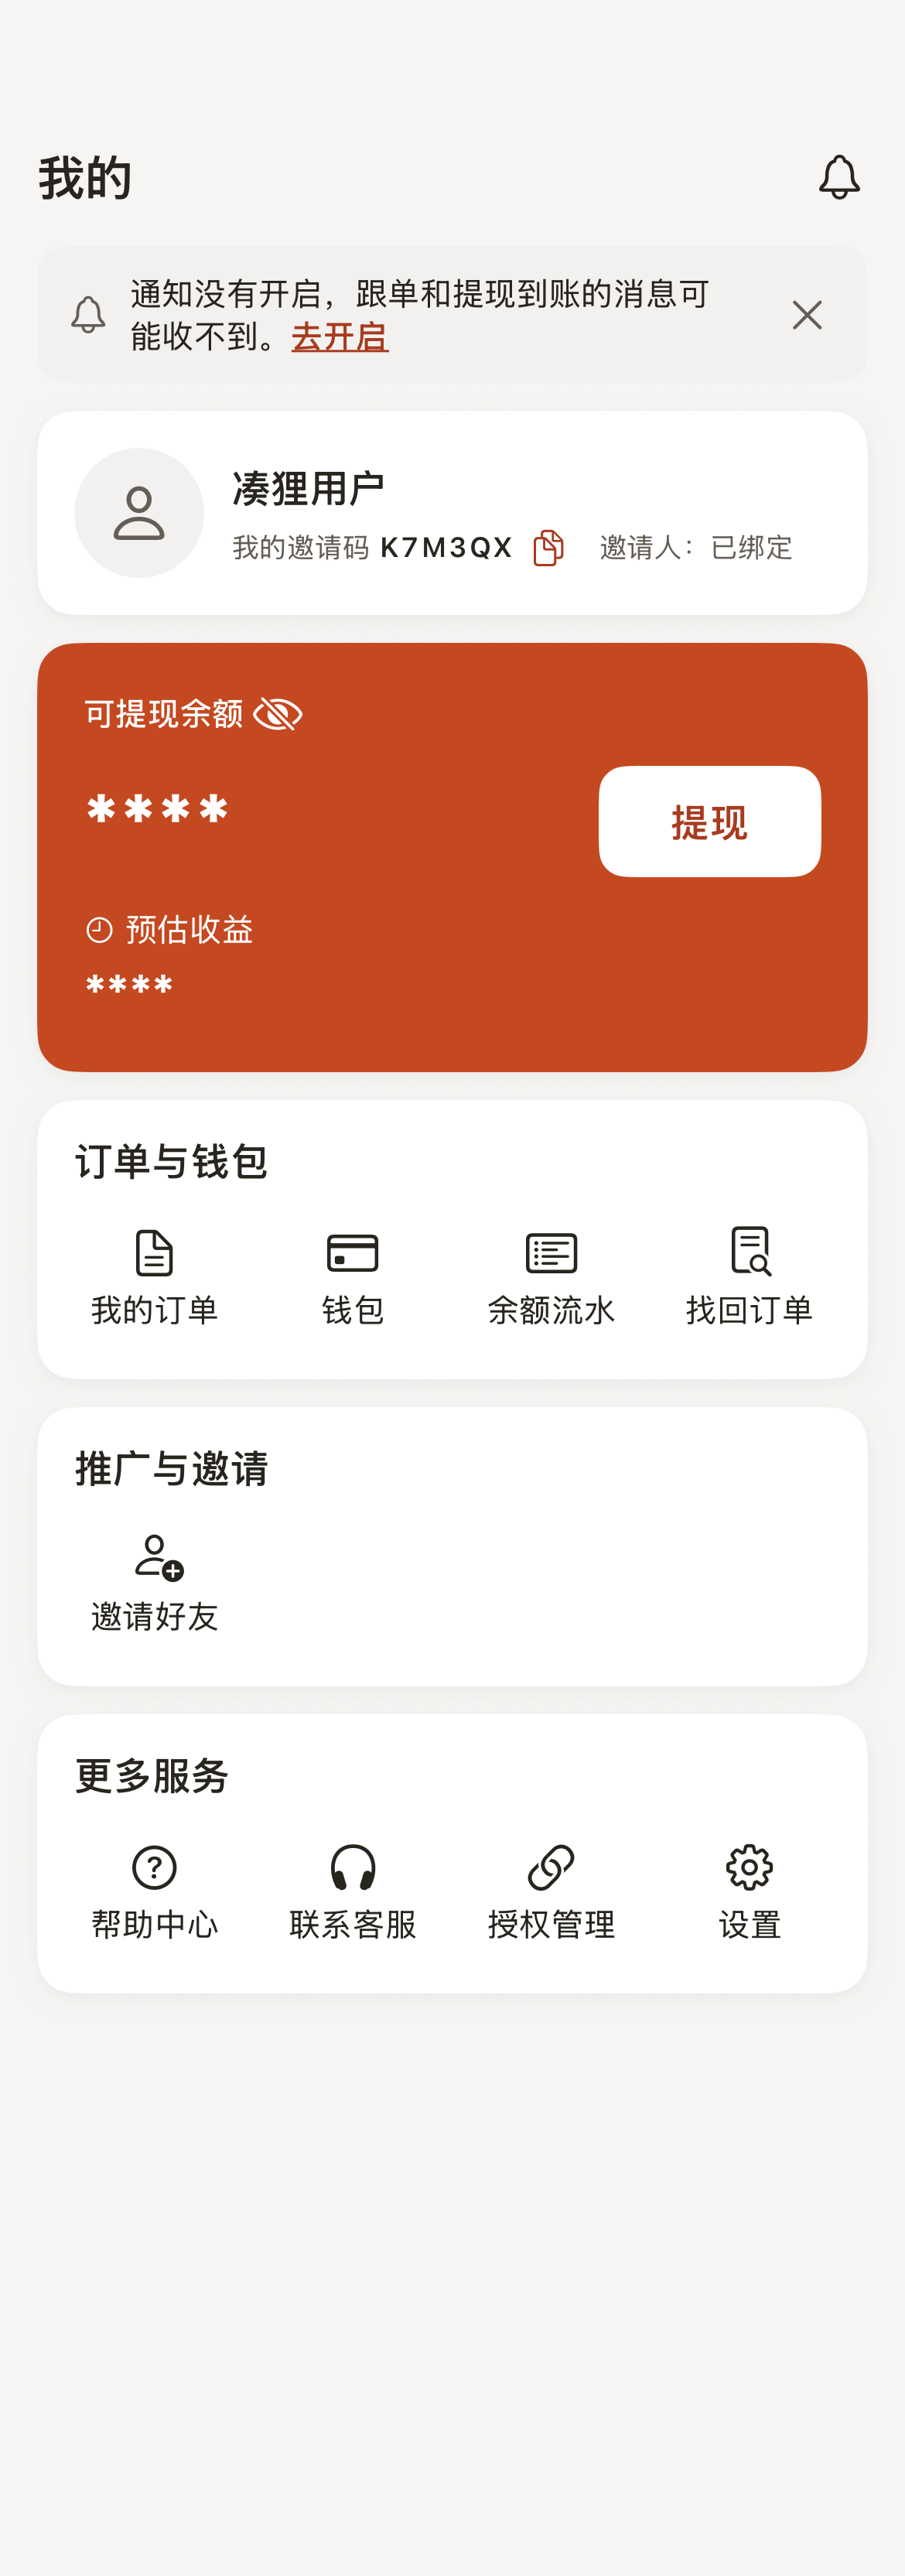 我的
通知没有开启，跟单和提现到账的消息可
能收不到。去开启
凑狸用户
我的邀请码 K7M3QX 邀请人：已绑定
可提现余额
****
提现
预估收益
****
订单与钱包
我的订单 钱包 余额流水 找回订单
推广与邀请
邀请好友
更多服务
帮助中心 联系客服 授权管理 设置